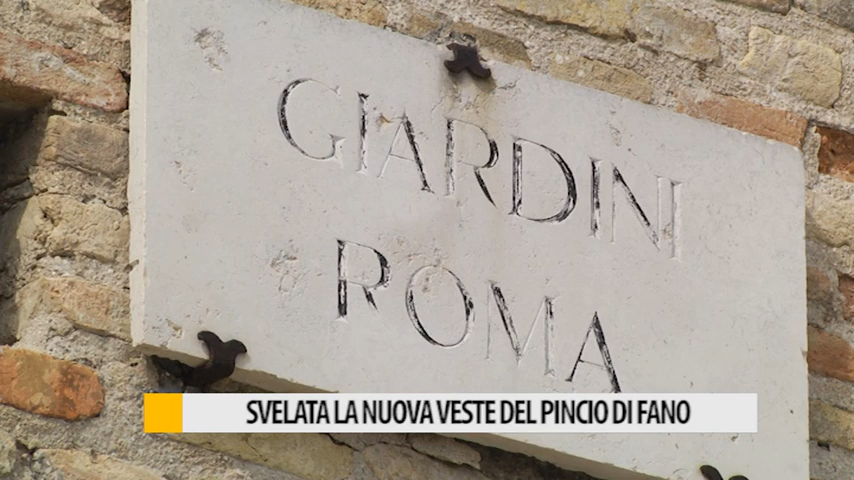 GIARDINI
ROMA
SVELATA LA NUOVA VESTE DEL PINCIO DI FANO